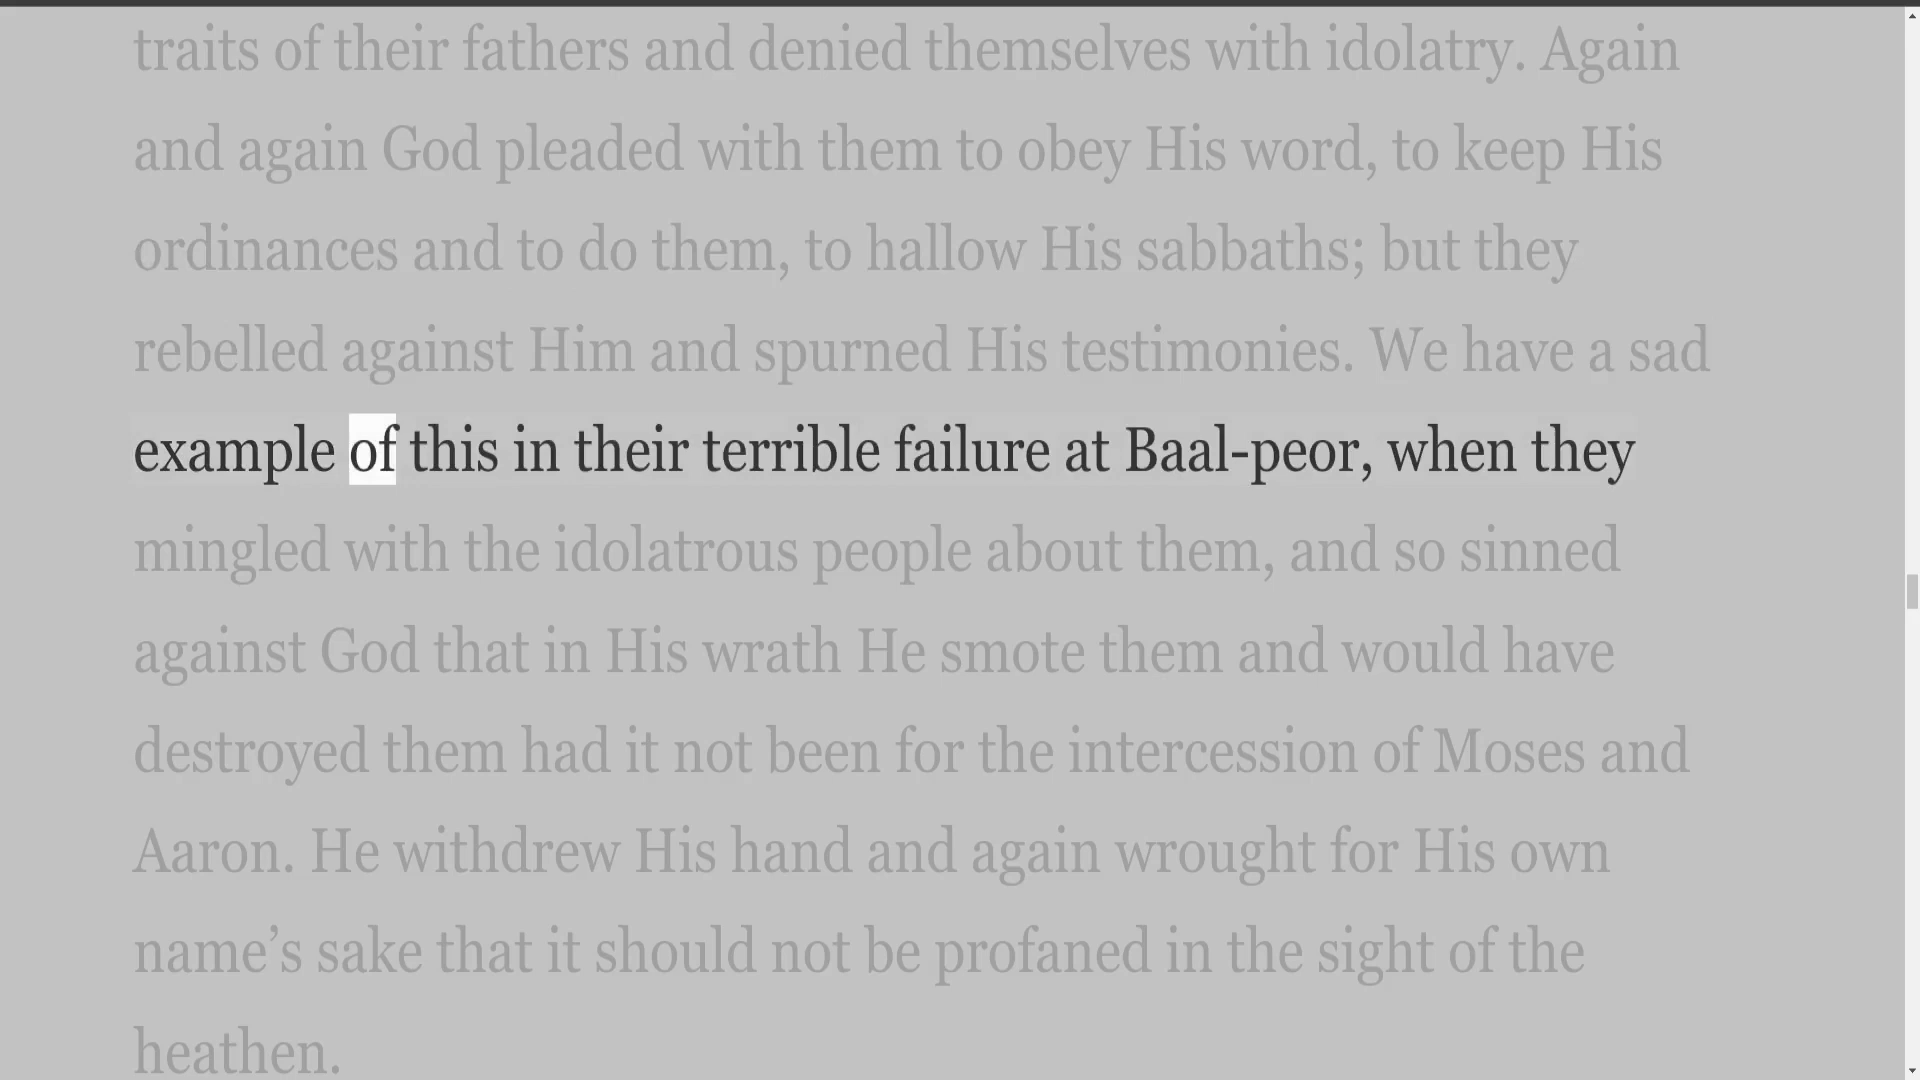 traits of their fathers and denied themselves with idolatry. Again
and again God pleaded with them to obey His word, to keep His
ordinances and to do them, to hallow His sabbaths; but they
rebelled against Him and spurned His testimonies. We have a sad
example of this in their terrible failure at Baal-peor, when they
mingled with the idolatrous people about them, and so sinned
against God that in His wrath He smote them and would have
destroyed them had it not been for the intercession of Moses and
Aaron. He withdrew His hand and again wrought for His own
name’s sake that it should not be profaned in the sight of the
heathen.